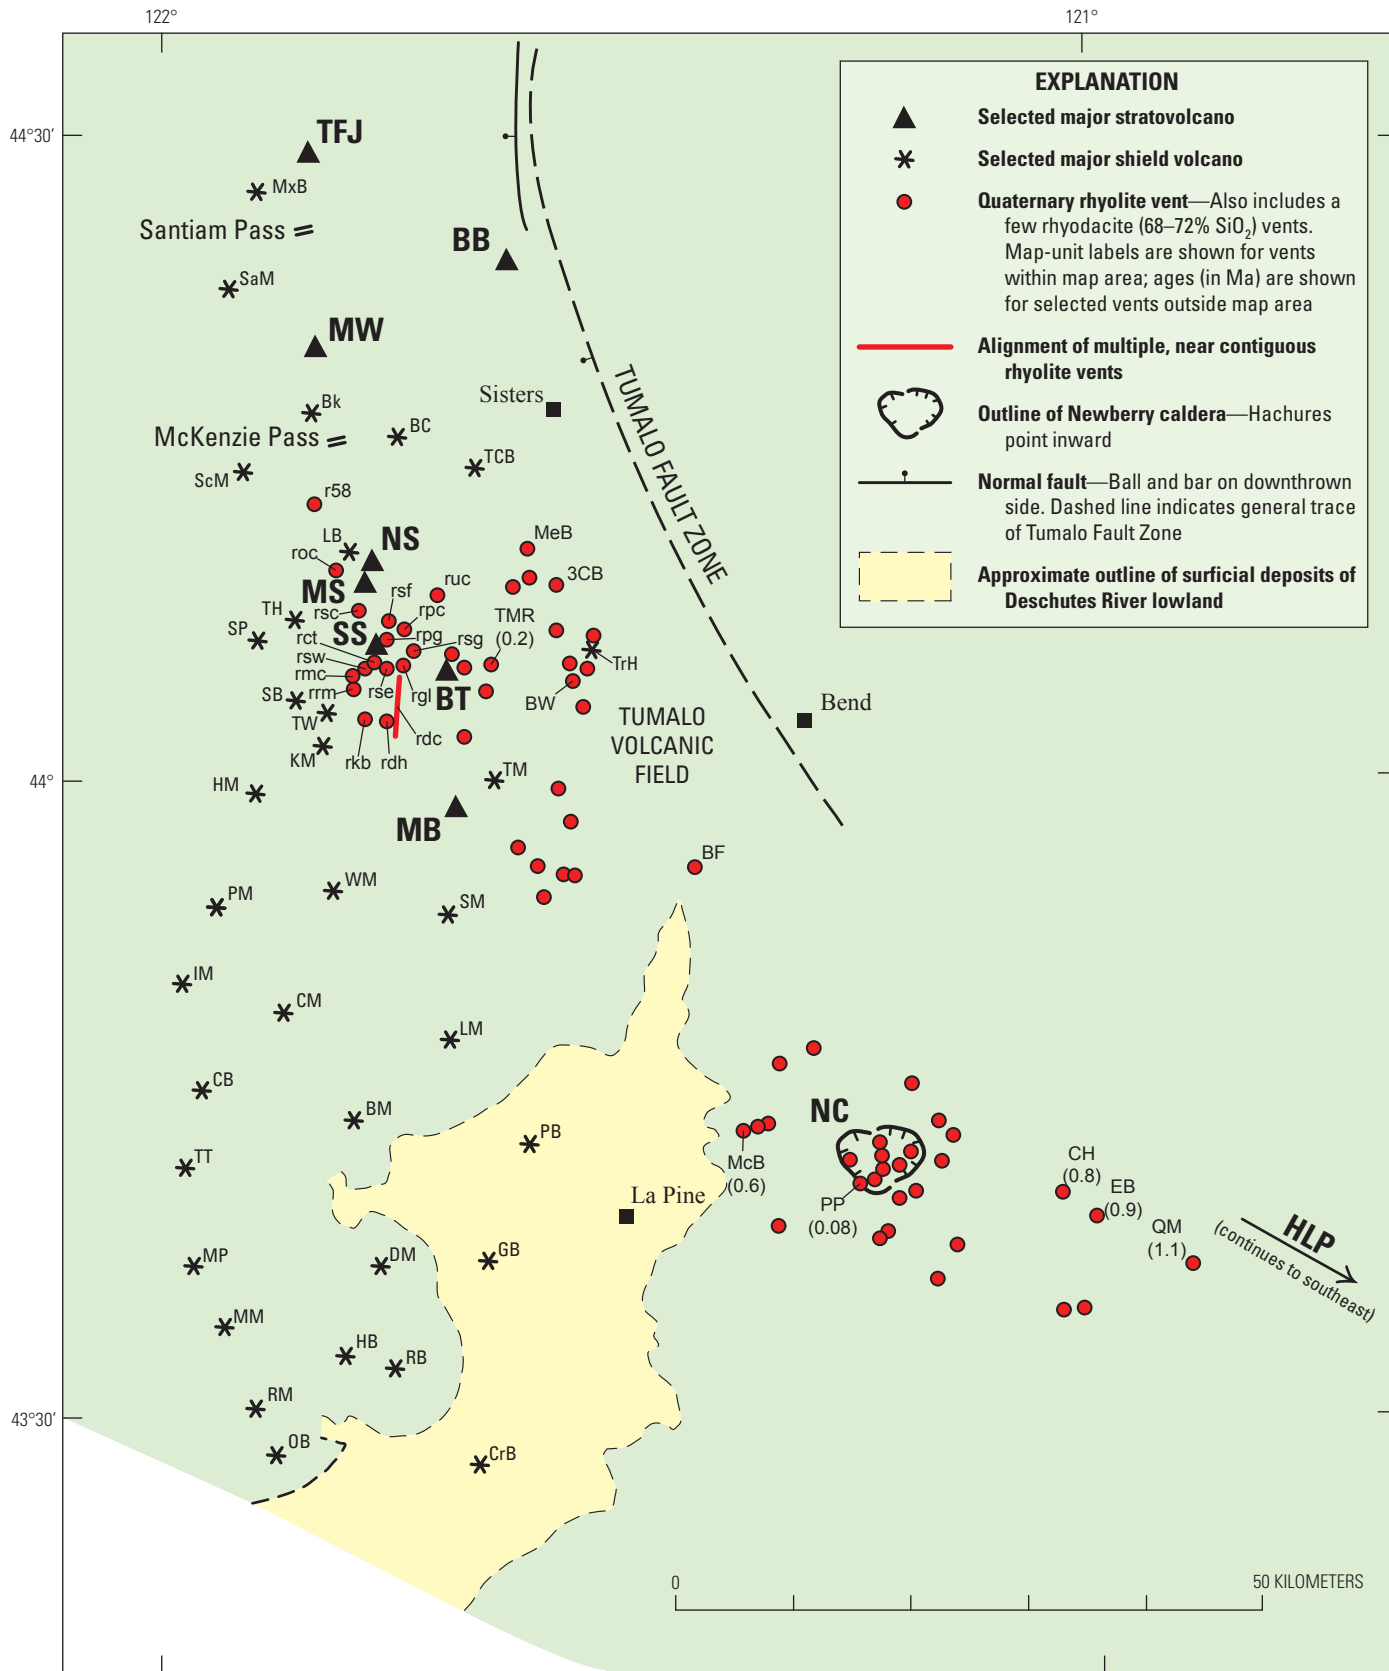 122°
121°
EXPLANATION
Selected major stratovolcano
Selected major shield volcano
Quaternary rhyolite vent—Also includes a
few rhyodacite (68–72% SiO₂) vents.
Map-unit labels are shown for vents
within map area; ages (in Ma) are shown
for selected vents outside map area
Alignment of multiple, near contiguous
rhyolite vents
Outline of Newberry caldera—Hachures
point inward
Normal fault—Ball and bar on downthrown
side. Dashed line indicates general trace
of Tumalo Fault Zone
Approximate outline of surficial deposits of
Deschutes River lowland
44°30′
TFJ
MxB
Santiam Pass
BB
SaM
MW
TUMALO FAULT ZONE
Sisters
Bk
BC
McKenzie Pass
TCB
ScM
r58
LB
NS
MeB
roc
MS
3CB
rsf
ruc
TH
rsc
rpc
TMR
(0.2)
SP
SS
rct
rpg
rsg
rsw
TrH
rmc
rrm
rse
rgl
BT
BW
SB
TW
rdc
TUMALO
VOLCANIC
FIELD
Bend
KM
rkb
rdh
44°
HM
TM
MB
BF
WM
PM
SM
IM
CM
LM
CB
BM
PB
NC
TT
McB
(0.6)
CH
(0.8)
La Pine
PP
(0.08)
EB
(0.9)
QM
(1.1)
HLP
(continues to southeast)
MP
DM
GB
MM
HB
RB
RM
43°30′
OB
CrB
0
50 KILOMETERS